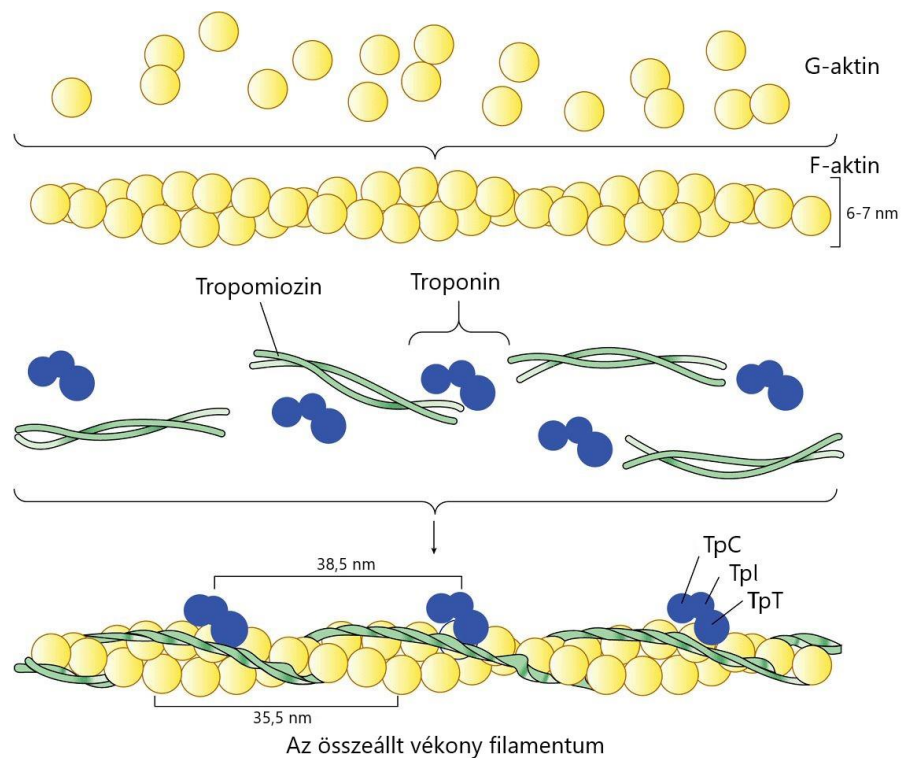 G-aktin
F-aktin
6-7 nm
Tropomiozin
Troponin
TpC
TpI
TpT
38,5 nm
35,5 nm
Az összeállt vékony filamentum